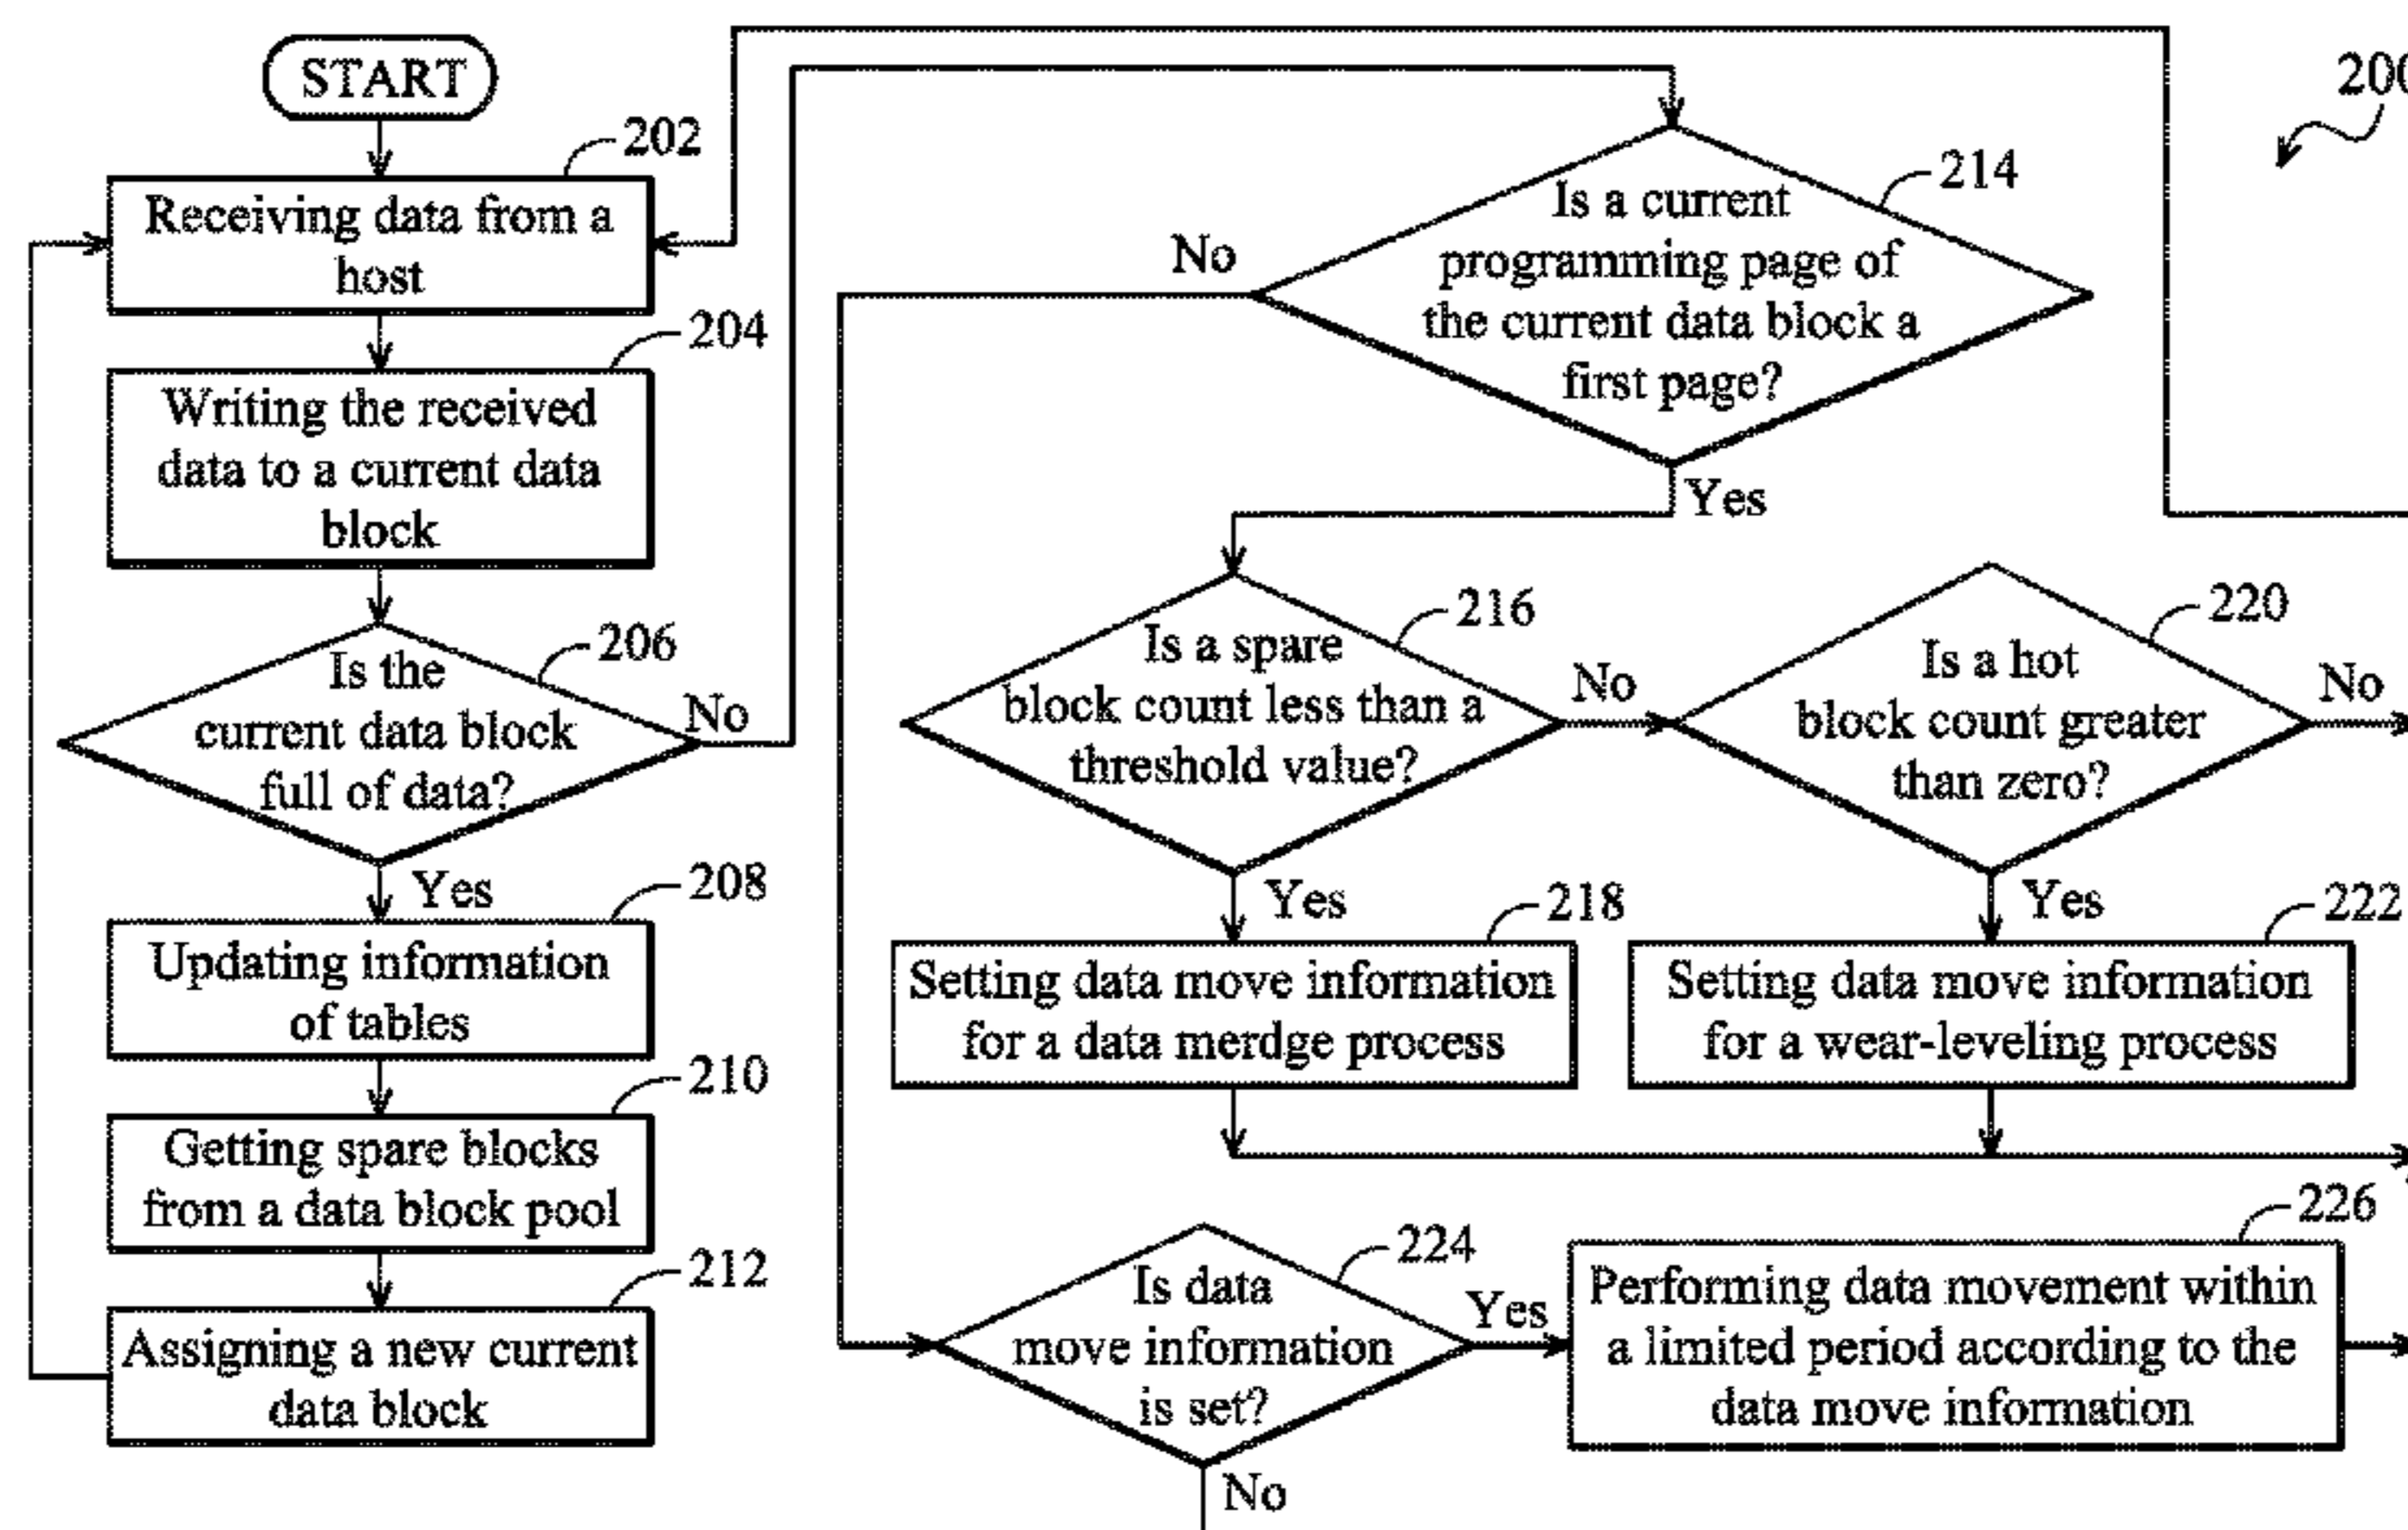 START
202
Receiving data from a
host
204
Writing the received
data to a current data
block
206
Is the
current data block
full of data?
No
Yes
208
Updating information
of tables
210
Getting spare blocks
from a data block pool
212
Assigning a new current
data block
200
214
Is a current
programming page of
the current data block a
first page?
No
Yes
216
Is a spare
block count less than a
threshold value?
No
Yes
220
Is a hot
block count greater
than zero?
No
Yes
218
Setting data move information
for a data merdge process
222
Setting data move information
for a wear-leveling process
224
Is data
move information
is set?
Yes
No
226
Performing data movement within
a limited period according to the
data move information